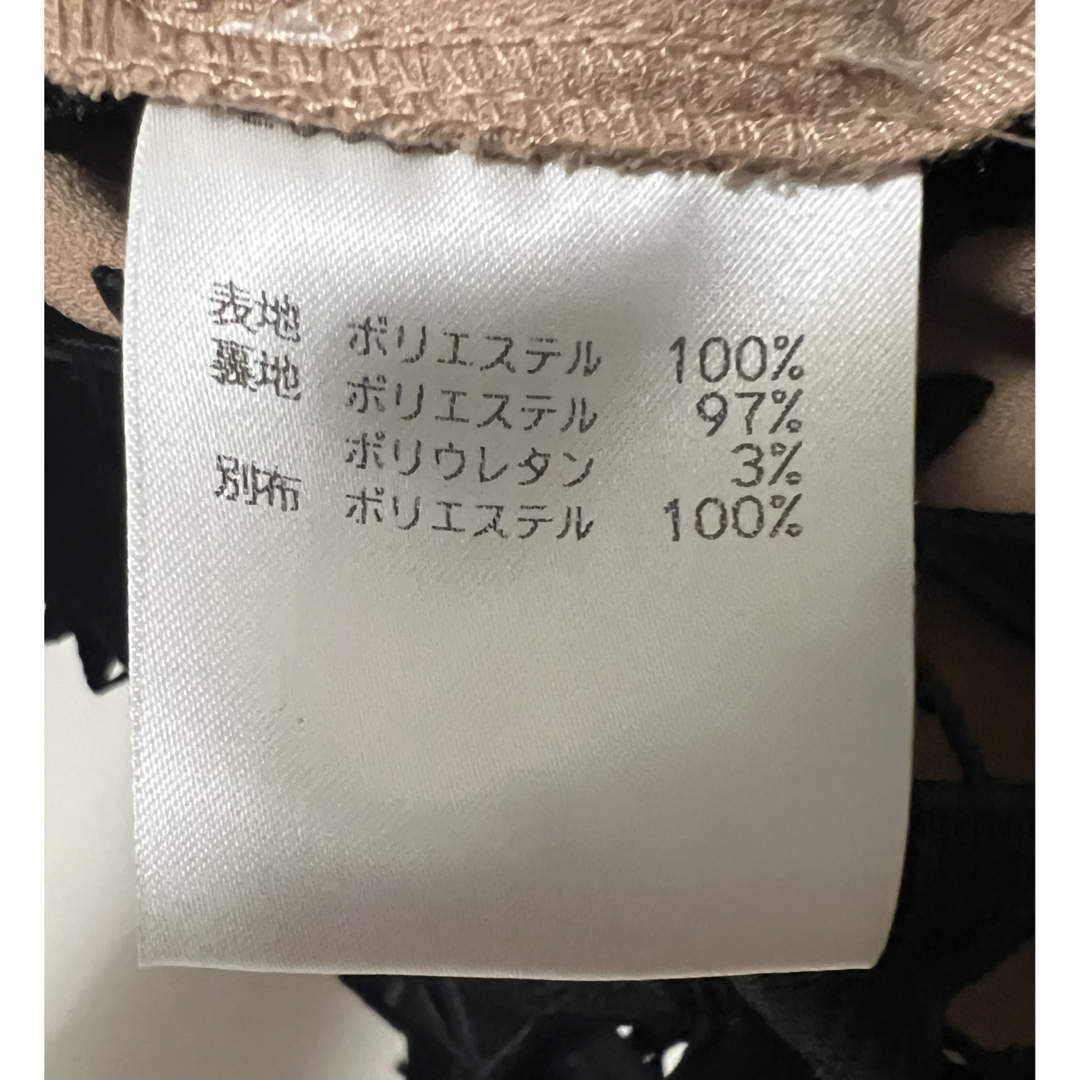 表地 ポリエステル 100%
裏地 ポリエステル 97%
ポリウレタン 3%
別布 ポリエステル 100%